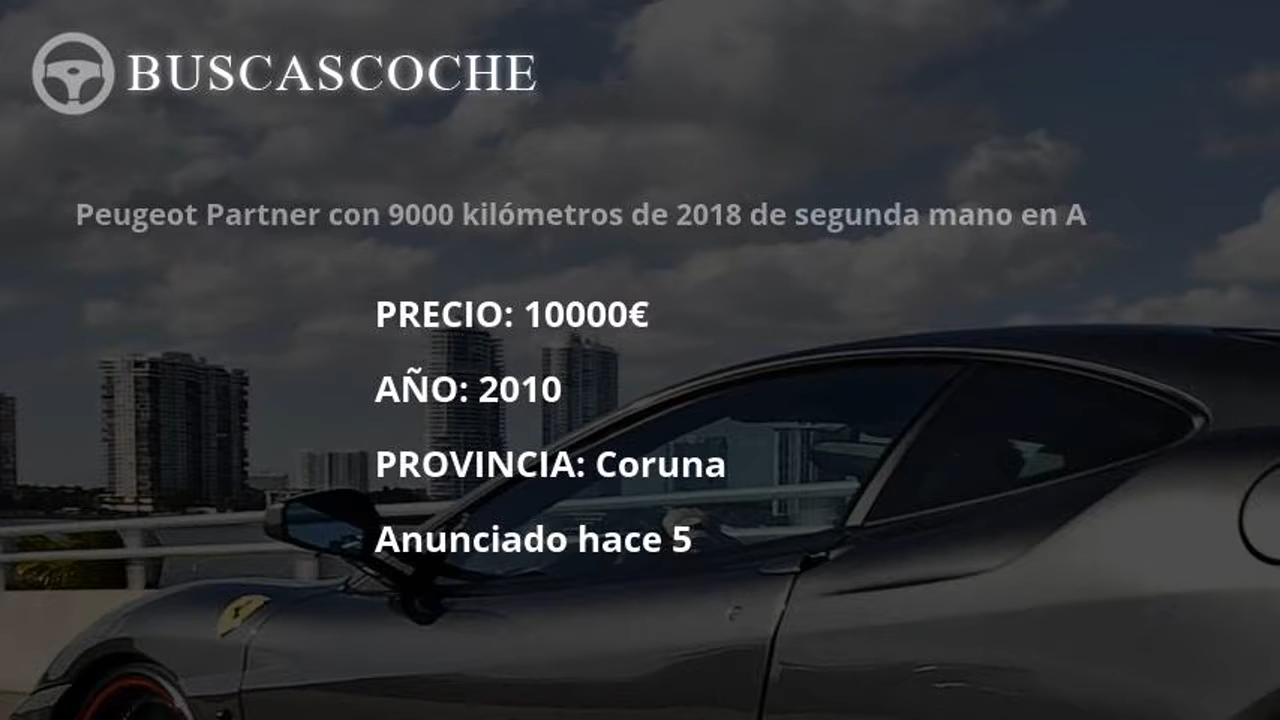 BUSCASCOCHE
Peugeot Partner con 9000 kilómetros de 2018 de segunda mano en A
PRECIO: 10000€
AÑO: 2010
PROVINCIA: Coruna
Anunciado hace 5